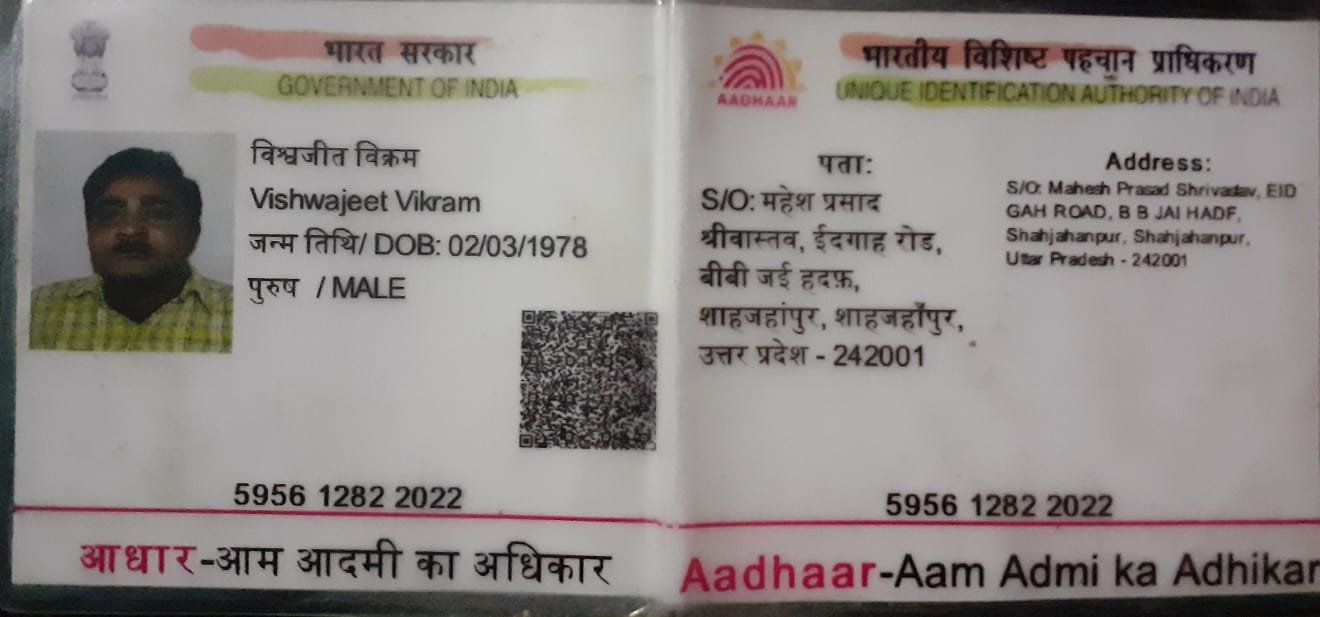 भारत सरकार
GOVERNMENT OF INDIA
विश्वजीत विक्रम
Vishwajeet Vikram
जन्म तिथि/ DOB: 02/03/1978
पुरुष / MALE
5956 1282 2022
आधार-आम आदमी का अधिकार
भारतीय विशिष्ट पहचान प्राधिकरण
UNIQUE IDENTIFICATION AUTHORITY OF INDIA
AADHAAR
पता:
S/O: महेश प्रसाद
श्रीवास्तव, ईदगाह रोड,
बीबी जई हदफ़,
शाहजहांपुर, शाहजहाँपुर,
उत्तर प्रदेश - 242001
Address:
S/O: Mahesh Prasad Shrivastav, EID
GAH ROAD, B B JAI HADF,
Shahjahanpur, Shahjahanpur,
Uttar Pradesh - 242001
5956 1282 2022
Aadhaar-Aam Admi ka Adhikar